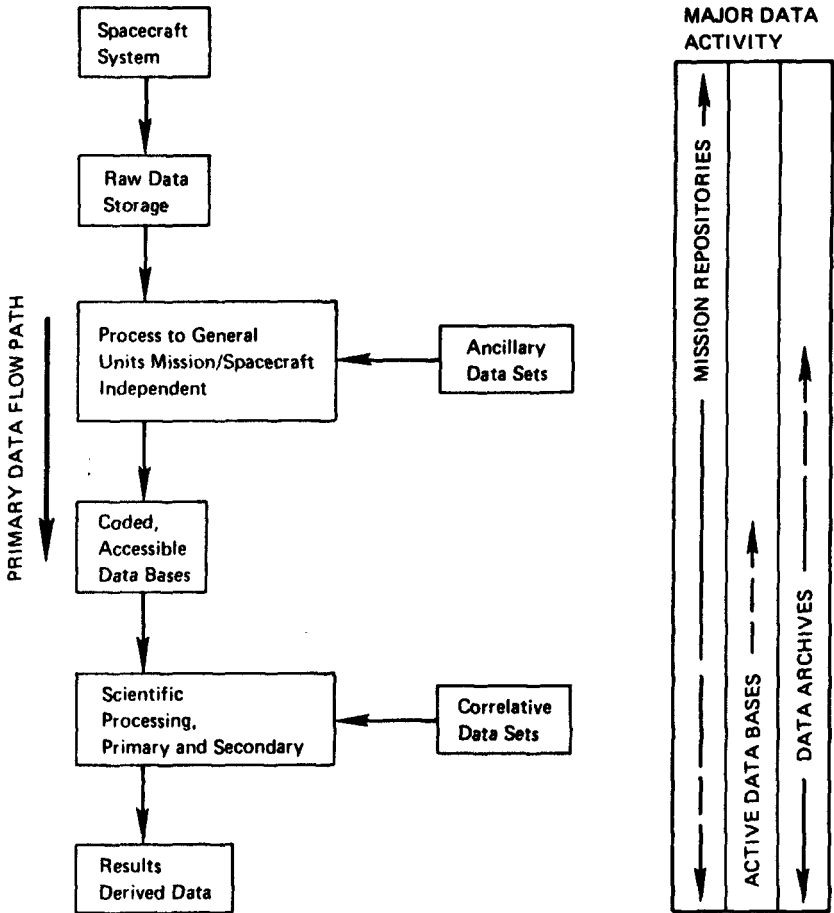 MAJOR DATA
ACTIVITY
Spacecraft
System
Raw Data
Storage
PRIMARY DATA FLOW PATH
Process to General
Units Mission/Spacecraft
Independent
Ancillary
Data Sets
Coded,
Accessible
Data Bases
Scientific
Processing,
Primary and Secondary
Correlative
Data Sets
Results
Derived Data
MISSION REPOSITORIES
ACTIVE DATA BASES
DATA ARCHIVES